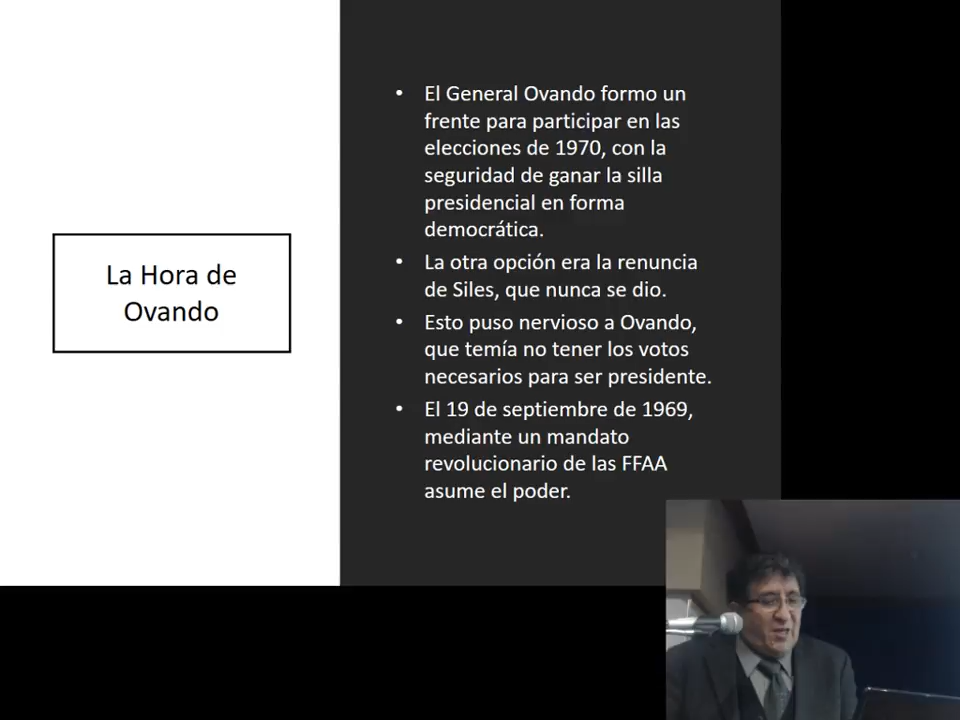 La Hora de
Ovando
• El General Ovando formo un
frente para participar en las
elecciones de 1970, con la
seguridad de ganar la silla
presidencial en forma
democrática.
• La otra opción era la renuncia
de Siles, que nunca se dio.
• Esto puso nervioso a Ovando,
que temía no tener los votos
necesarios para ser presidente.
• El 19 de septiembre de 1969,
mediante un mandato
revolucionario de las FFAA
asume el poder.